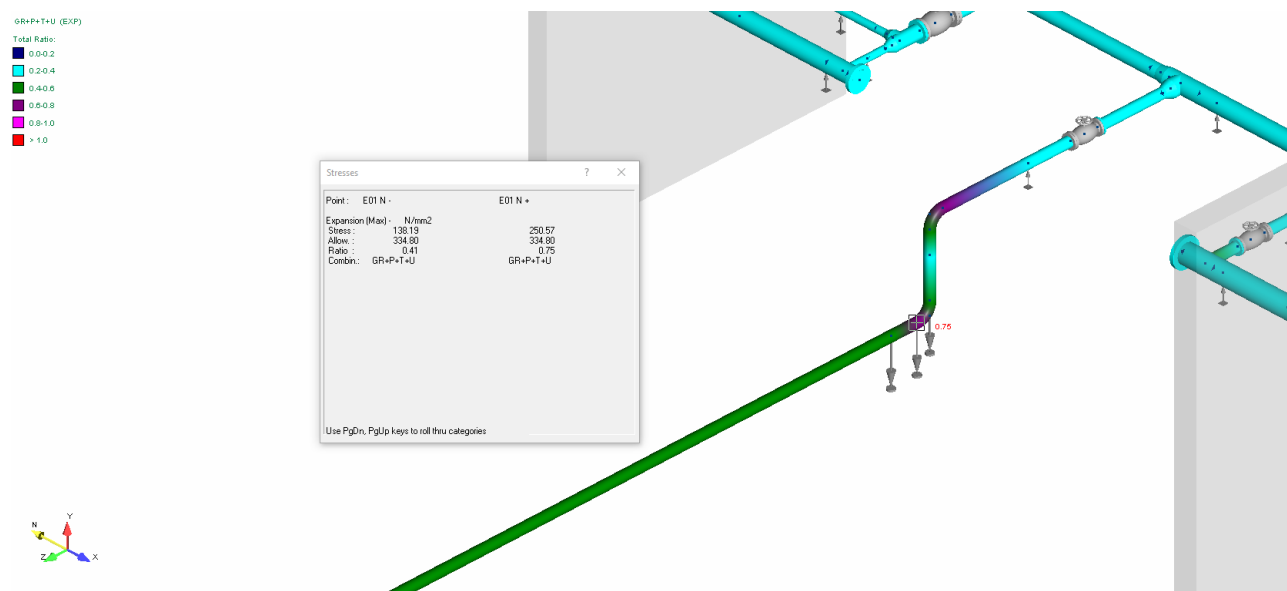 GR+P+T+U (EXP)
Total Ratio:
0.0-0.2
0.2-0.4
0.4-0.6
0.6-0.8
0.8-1.0
> 1.0
Stresses ? ×
Point : E01 N - E01 N +
Expansion (Max) - N/mm2
Stress : 138.19 250.57
Allow. : 334.80 334.80
Ratio : 0.41 0.75
Combin.: GR+P+T+U GR+P+T+U
Use PgDn, PgUp keys to roll thru categories
0.75
N
Y
Z
X